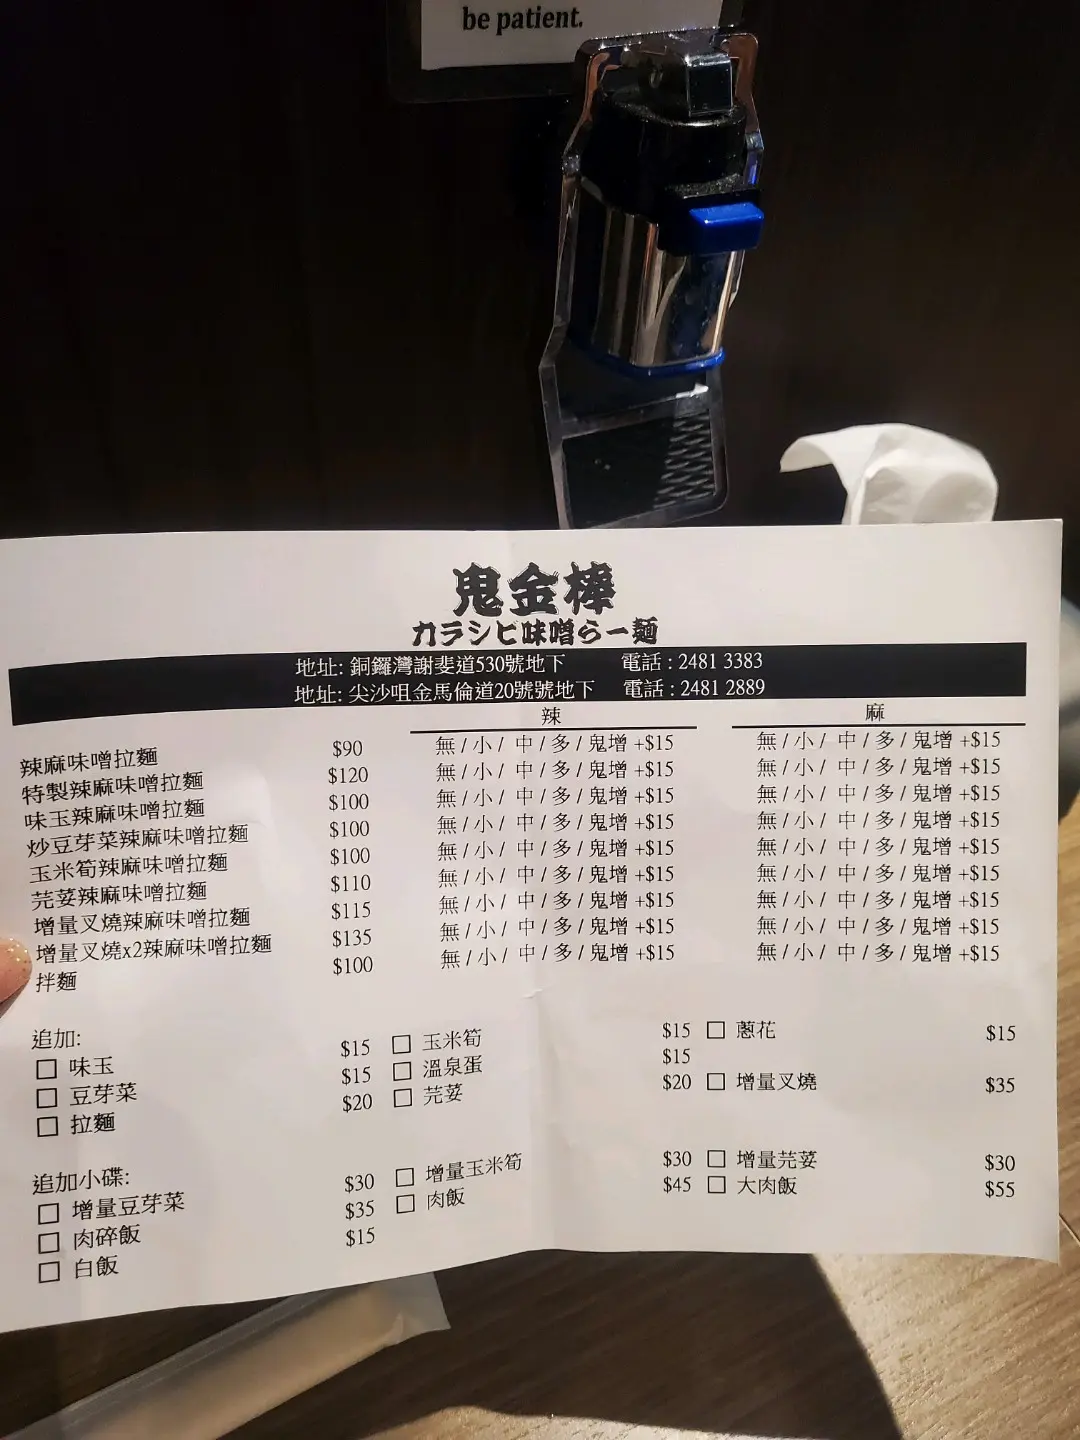 be patient.
鬼金棒
カラシビ味噌らー麺
地址: 銅鑼灣謝斐道530號地下 電話 : 2481 3383
地址: 尖沙咀金馬倫道20號號地下 電話 : 2481 2889
辣 麻
辣麻味噌拉麵 $90 無 / 小 / 中 / 多 / 鬼增 +$15 無 / 小 / 中 / 多 / 鬼增 +$15
特製辣麻味噌拉麵 $120 無 / 小 / 中 / 多 / 鬼增 +$15 無 / 小 / 中 / 多 / 鬼增 +$15
味玉辣麻味噌拉麵 $100 無 / 小 / 中 / 多 / 鬼增 +$15 無 / 小 / 中 / 多 / 鬼增 +$15
炒豆芽菜辣麻味噌拉麵 $100 無 / 小 / 中 / 多 / 鬼增 +$15 無 / 小 / 中 / 多 / 鬼增 +$15
玉米筍辣麻味噌拉麵 $100 無 / 小 / 中 / 多 / 鬼增 +$15 無 / 小 / 中 / 多 / 鬼增 +$15
芫荽辣麻味噌拉麵 $110 無 / 小 / 中 / 多 / 鬼增 +$15 無 / 小 / 中 / 多 / 鬼增 +$15
增量叉燒辣麻味噌拉麵 $115 無 / 小 / 中 / 多 / 鬼增 +$15 無 / 小 / 中 / 多 / 鬼增 +$15
增量叉燒x2辣麻味噌拉麵 $135 無 / 小 / 中 / 多 / 鬼增 +$15 無 / 小 / 中 / 多 / 鬼增 +$15
拌麵 $100 無 / 小 / 中 / 多 / 鬼增 +$15 無 / 小 / 中 / 多 / 鬼增 +$15
追加:
☐ 味玉 $15 ☐ 玉米筍 $15 ☐ 蔥花 $15
☐ 豆芽菜 $15 ☐ 溫泉蛋 $15
☐ 拉麵 $20 ☐ 芫荽 $20 ☐ 增量叉燒 $35
追加小碟:
☐ 增量豆芽菜 $30 ☐ 增量玉米筍 $30 ☐ 增量芫荽 $30
☐ 肉碎飯 $35 ☐ 肉飯 $45 ☐ 大肉飯 $55
☐ 白飯 $15